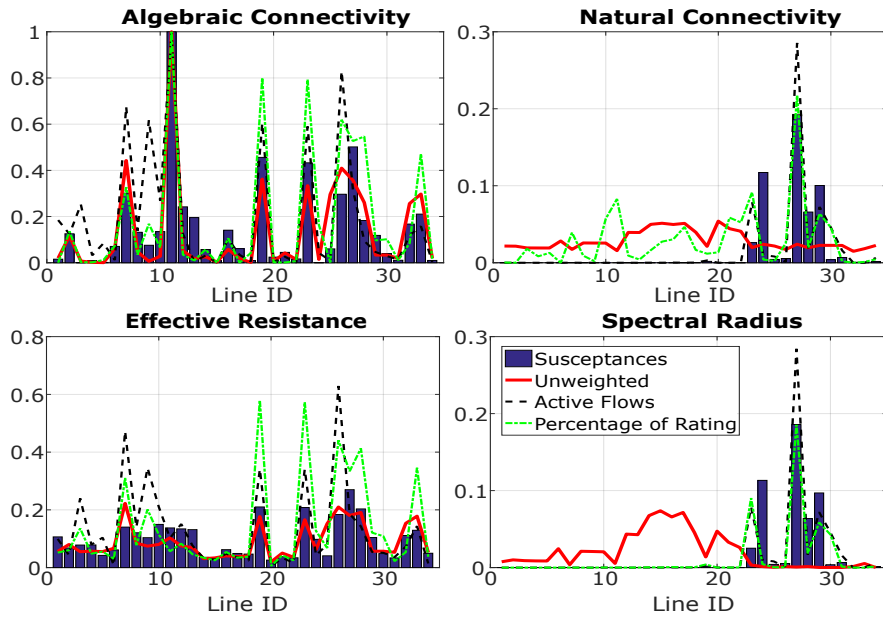 Algebraic Connectivity
1
0.8
0.6
0.4
0.2
0
0
10
20
30
Line ID
Natural Connectivity
0.3
0.2
0.1
0
0
10
20
30
Line ID
Effective Resistance
0.8
0.6
0.4
0.2
0
0
10
20
30
Line ID
Spectral Radius
0.3
0.2
0.1
0
0
10
20
30
Line ID
Susceptances
Unweighted
Active Flows
Percentage of Rating